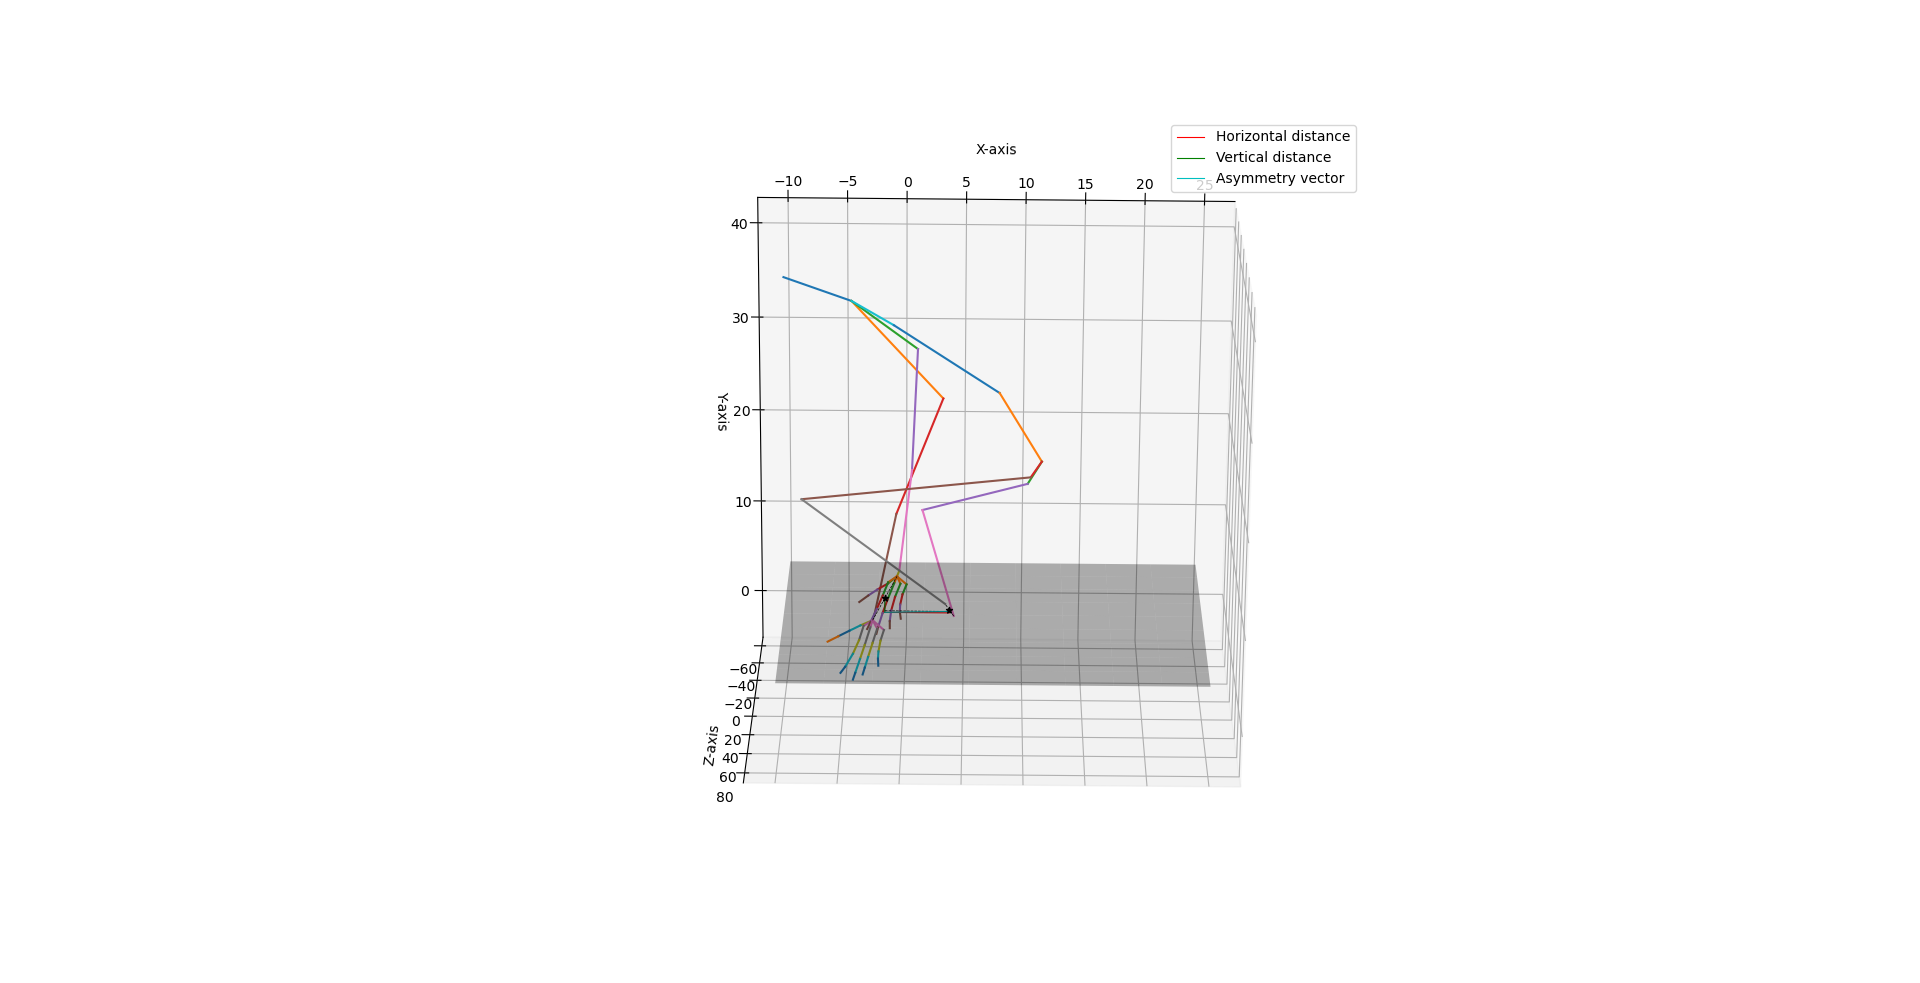 Horizontal distance
Vertical distance
Asymmetry vector
X-axis
−10 −5 0 5 10 15 20 25
40
30
20
10
0
Y-axis
−60
−40
−20
0
20
40
60
80
Z-axis